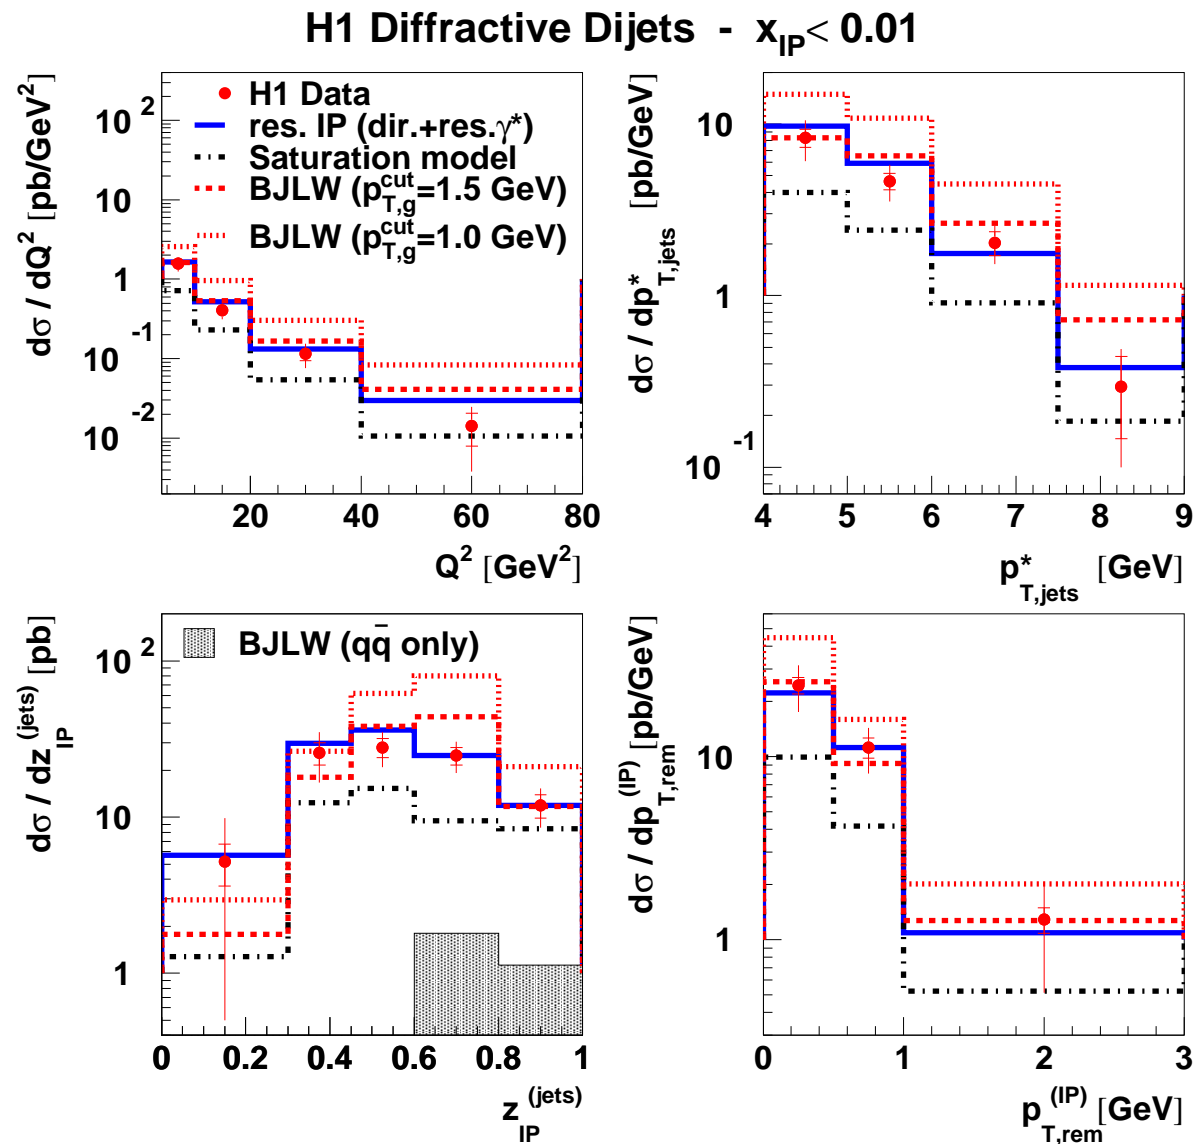 H1 Diffractive Dijets - x_IP < 0.01
dσ / dQ² [pb/GeV²]
10²
10
1
10⁻¹
10⁻²
H1 Data
res. IP (dir.+res.γ*)
Saturation model
BJLW (p_T,g^cut=1.5 GeV)
BJLW (p_T,g^cut=1.0 GeV)
20 40 60 80
Q² [GeV²]
dσ / dp*_T,jets [pb/GeV]
10
1
10⁻¹
4 5 6 7 8 9
p*_T,jets [GeV]
dσ / dz_IP^(jets) [pb]
10²
10
1
BJLW (qq̄ only)
0 0.2 0.4 0.6 0.8 1
z_IP^(jets)
dσ / dp_T,rem^(IP) [pb/GeV]
10
1
0 1 2 3
p_T,rem^(IP) [GeV]